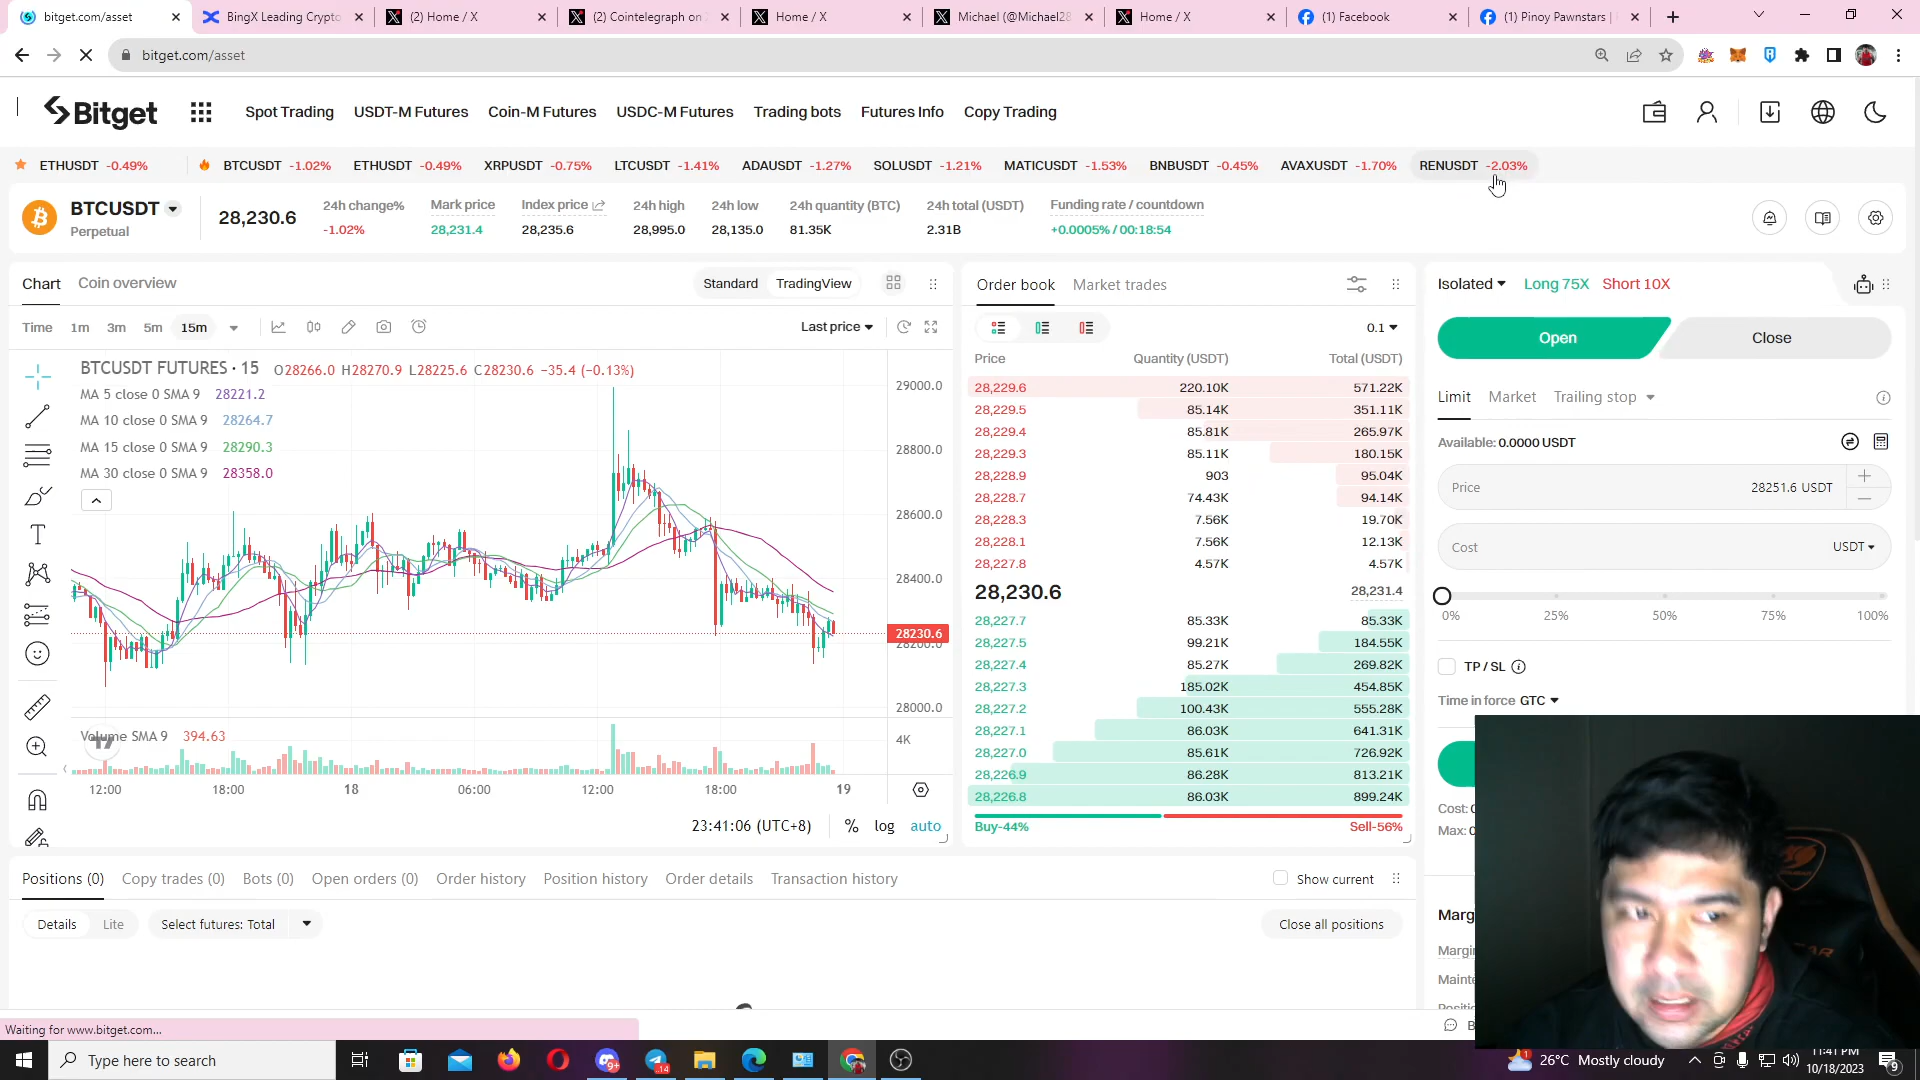 bitget.com/asset
BingX Leading Crypto
(2) Home / X
(2) Cointelegraph on
Home / X
Michael (@Michael28
Home / X
(1) Facebook
(1) Pinoy Pawnstars |
bitget.com/asset
Bitget
Spot Trading USDT-M Futures Coin-M Futures USDC-M Futures Trading bots Futures Info Copy Trading
ETHUSDT -0.49% BTCUSDT -1.02% ETHUSDT -0.49% XRPUSDT -0.75% LTCUSDT -1.41% ADAUSDT -1.27% SOLUSDT -1.21% MATICUSDT -1.53% BNBUSDT -0.45% AVAXUSDT -1.70% RENUSDT -2.03%
BTCUSDT
Perpetual
28,230.6
24h change% Mark price Index price 24h high 24h low 24h quantity (BTC) 24h total (USDT) Funding rate / countdown
-1.02% 28,231.4 28,235.6 28,995.0 28,135.0 81.35K 2.31B +0.0005% / 00:18:54
Chart Coin overview
Standard TradingView
Time 1m 3m 5m 15m
Last price
BTCUSDT FUTURES · 15 O28266.0 H28270.9 L28225.6 C28230.6 −35.4 (−0.13%)
MA 5 close 0 SMA 9 28221.2
MA 10 close 0 SMA 9 28264.7
MA 15 close 0 SMA 9 28290.3
MA 30 close 0 SMA 9 28358.0
29000.0
28800.0
28600.0
28400.0
28230.6
28200.0
28000.0
Volume SMA 9 394.63
4K
12:00 18:00 18 06:00 12:00 18:00 19
23:41:06 (UTC+8) % log auto
Order book Market trades
0.1
Price Quantity (USDT) Total (USDT)
28,229.6 220.10K 571.22K
28,229.5 85.14K 351.11K
28,229.4 85.81K 265.97K
28,229.3 85.11K 180.15K
28,228.9 903 95.04K
28,228.7 74.43K 94.14K
28,228.3 7.56K 19.70K
28,228.1 7.56K 12.13K
28,227.8 4.57K 4.57K
28,230.6 28,231.4
28,227.7 85.33K 85.33K
28,227.5 99.21K 184.55K
28,227.4 85.27K 269.82K
28,227.3 185.02K 454.85K
28,227.2 100.43K 555.28K
28,227.1 86.03K 641.31K
28,227.0 85.61K 726.92K
28,226.9 86.28K 813.21K
28,226.8 86.03K 899.24K
Buy-44% Sell-56%
Isolated Long 75X Short 10X
Open Close
Limit Market Trailing stop
Available: 0.0000 USDT
Price 28251.6 USDT
Cost USDT
0% 25% 50% 75% 100%
TP / SL
Time in force GTC
Cost: 0
Max: 0
Marg
Margi
Mainte
Positio
Positions (0) Copy trades (0) Bots (0) Open orders (0) Order history Position history Order details Transaction history
Show current
Details Lite Select futures: Total
Close all positions
Waiting for www.bitget.com...
Type here to search
9+
14
26°C Mostly cloudy
11:41 PM
10/18/2023
9